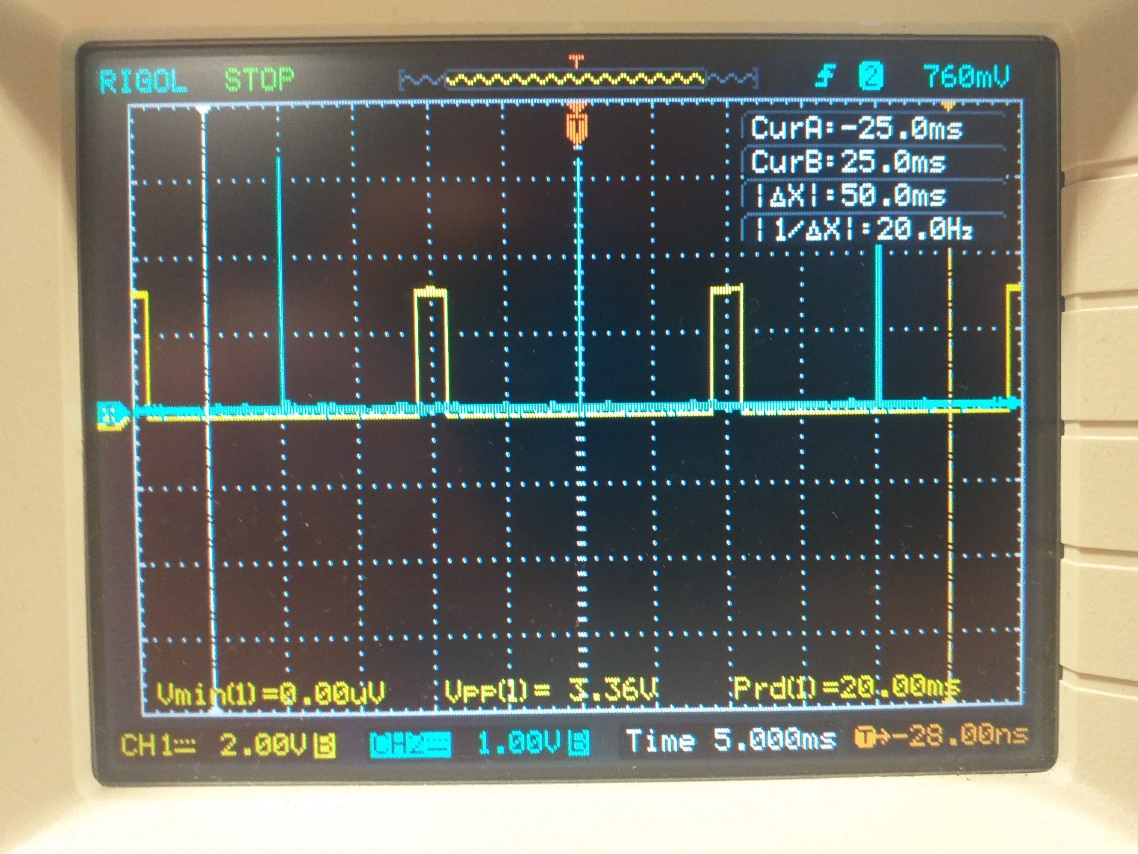 RIGOL STOP T 2 760mV
CurA:-25.0ms
CurB:25.0ms
|ΔX|:50.0ms
|1/ΔX|:20.0Hz
Vmin(1)=0.00uV Vpp(1)= 3.36V Prd(1)=20.00ms
CH1 2.00V B CH2 1.00V B Time 5.000ms T→-28.00ns